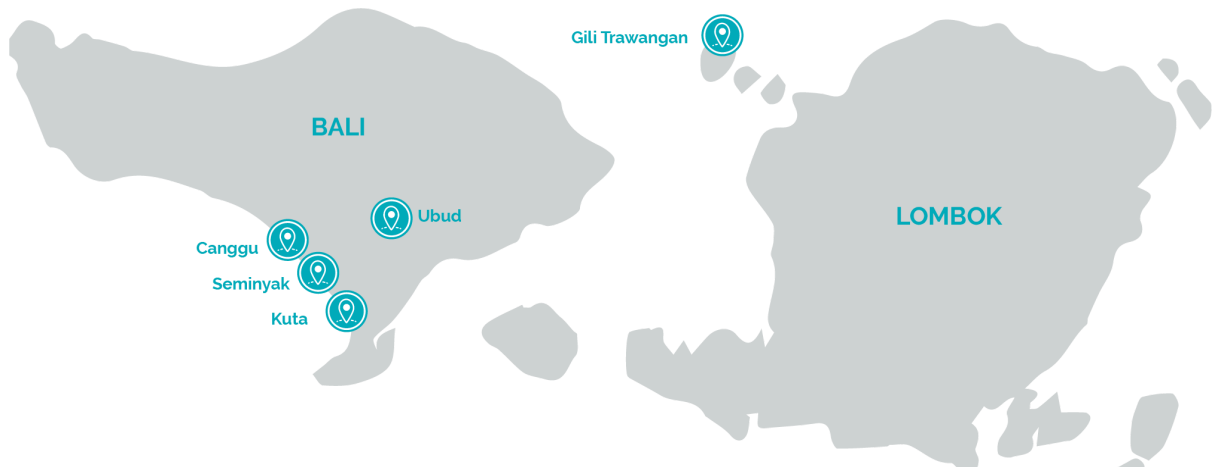 Gili Trawangan
BALI
Ubud
LOMBOK
Canggu
Seminyak
Kuta